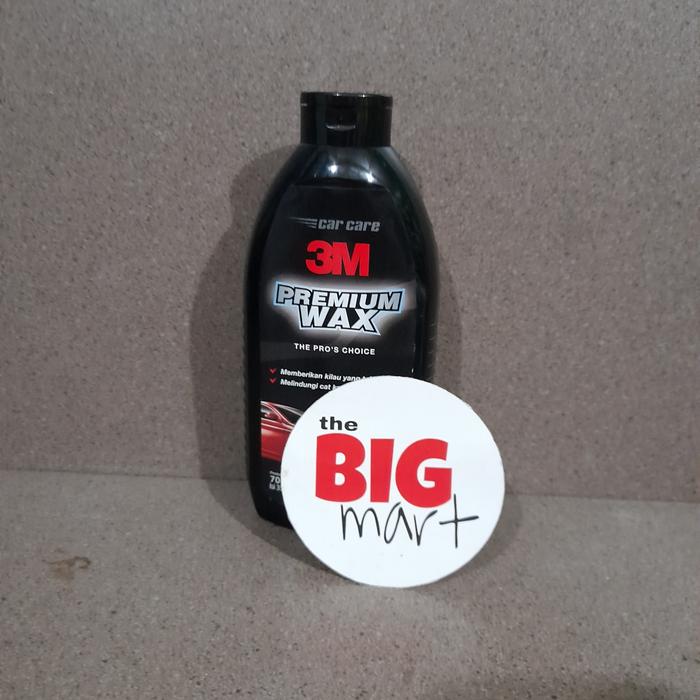 car care
3M
PREMIUM
WAX
THE PRO'S CHOICE
Memberikan kilau yang
Melindungi cat
the
BIG
mart